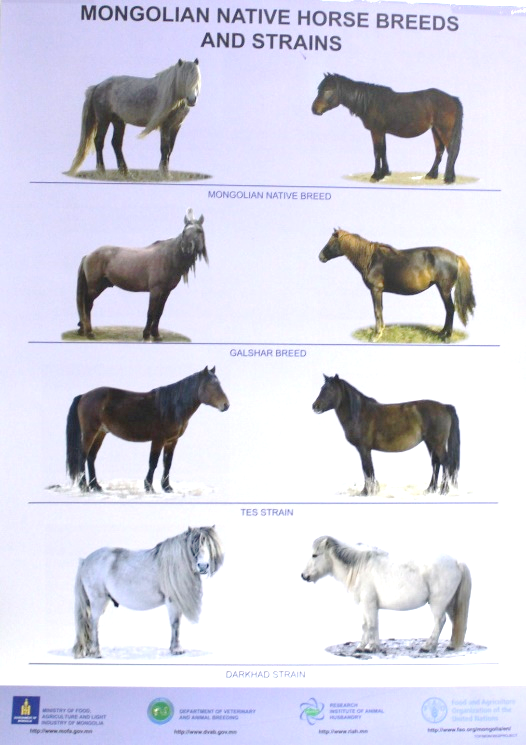 MONGOLIAN NATIVE HORSE BREEDS
AND STRAINS
MONGOLIAN NATIVE BREED
GALSHAR BREED
TES STRAIN
DARKHAD STRAIN
MINISTRY OF FOOD,
AGRICULTURE AND LIGHT
INDUSTRY OF MONGOLIA
http://www.mofa.gov.mn
DEPARTMENT OF VETERINARY
AND ANIMAL BREEDING
http://www.dvab.gov.mn
RESEARCH
INSTITUTE OF ANIMAL
HUSBANDRY
http://www.riah.mn
Food and Agriculture
Organization of the
United Nations
http://www.fao.org/mongolia/en/